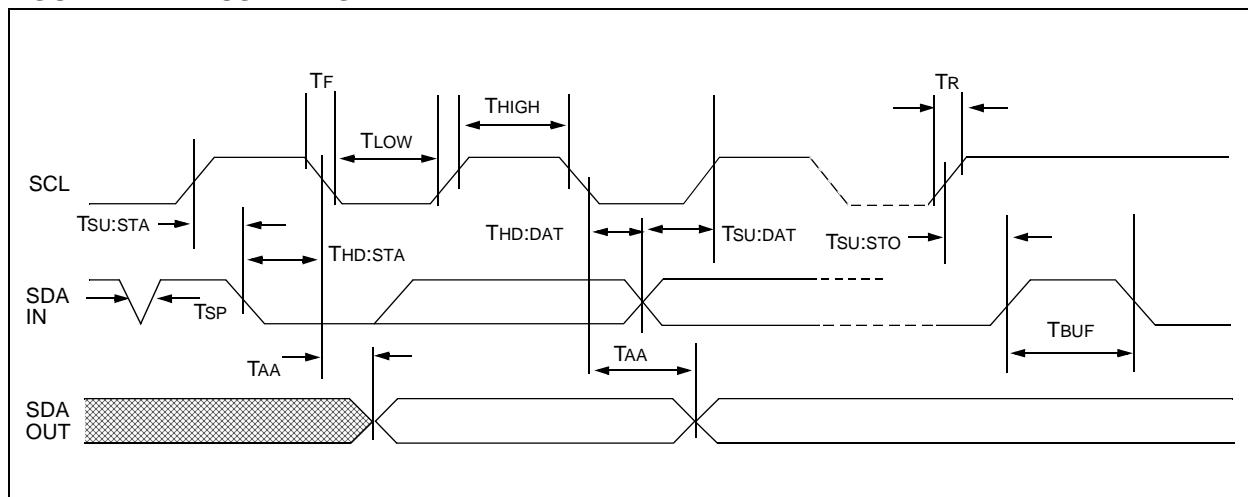 TF
TR
THIGH
TLOW
SCL
TSU:STA
THD:DAT
TSU:DAT
TSU:STO
THD:STA
SDA
IN
TSP
TBUF
TAA
TAA
SDA
OUT